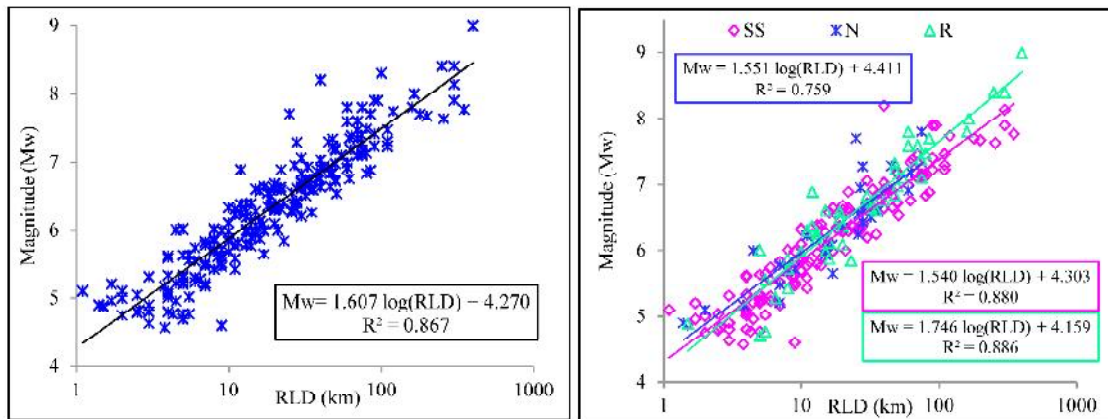 9
8
7
6
5
4
Magnitude (Mw)
Mw= 1.607 log(RLD) − 4.270
R² = 0.867
1 10 100 1000
RLD (km)
SS N R
9
8
7
6
5
4
Magnitude (Mw)
Mw = 1.551 log(RLD) + 4.411
R² = 0.759
Mw = 1.540 log(RLD) + 4.303
R² = 0.880
Mw = 1.746 log(RLD) + 4.159
R² = 0.886
1 10 100 1000
RLD (km)